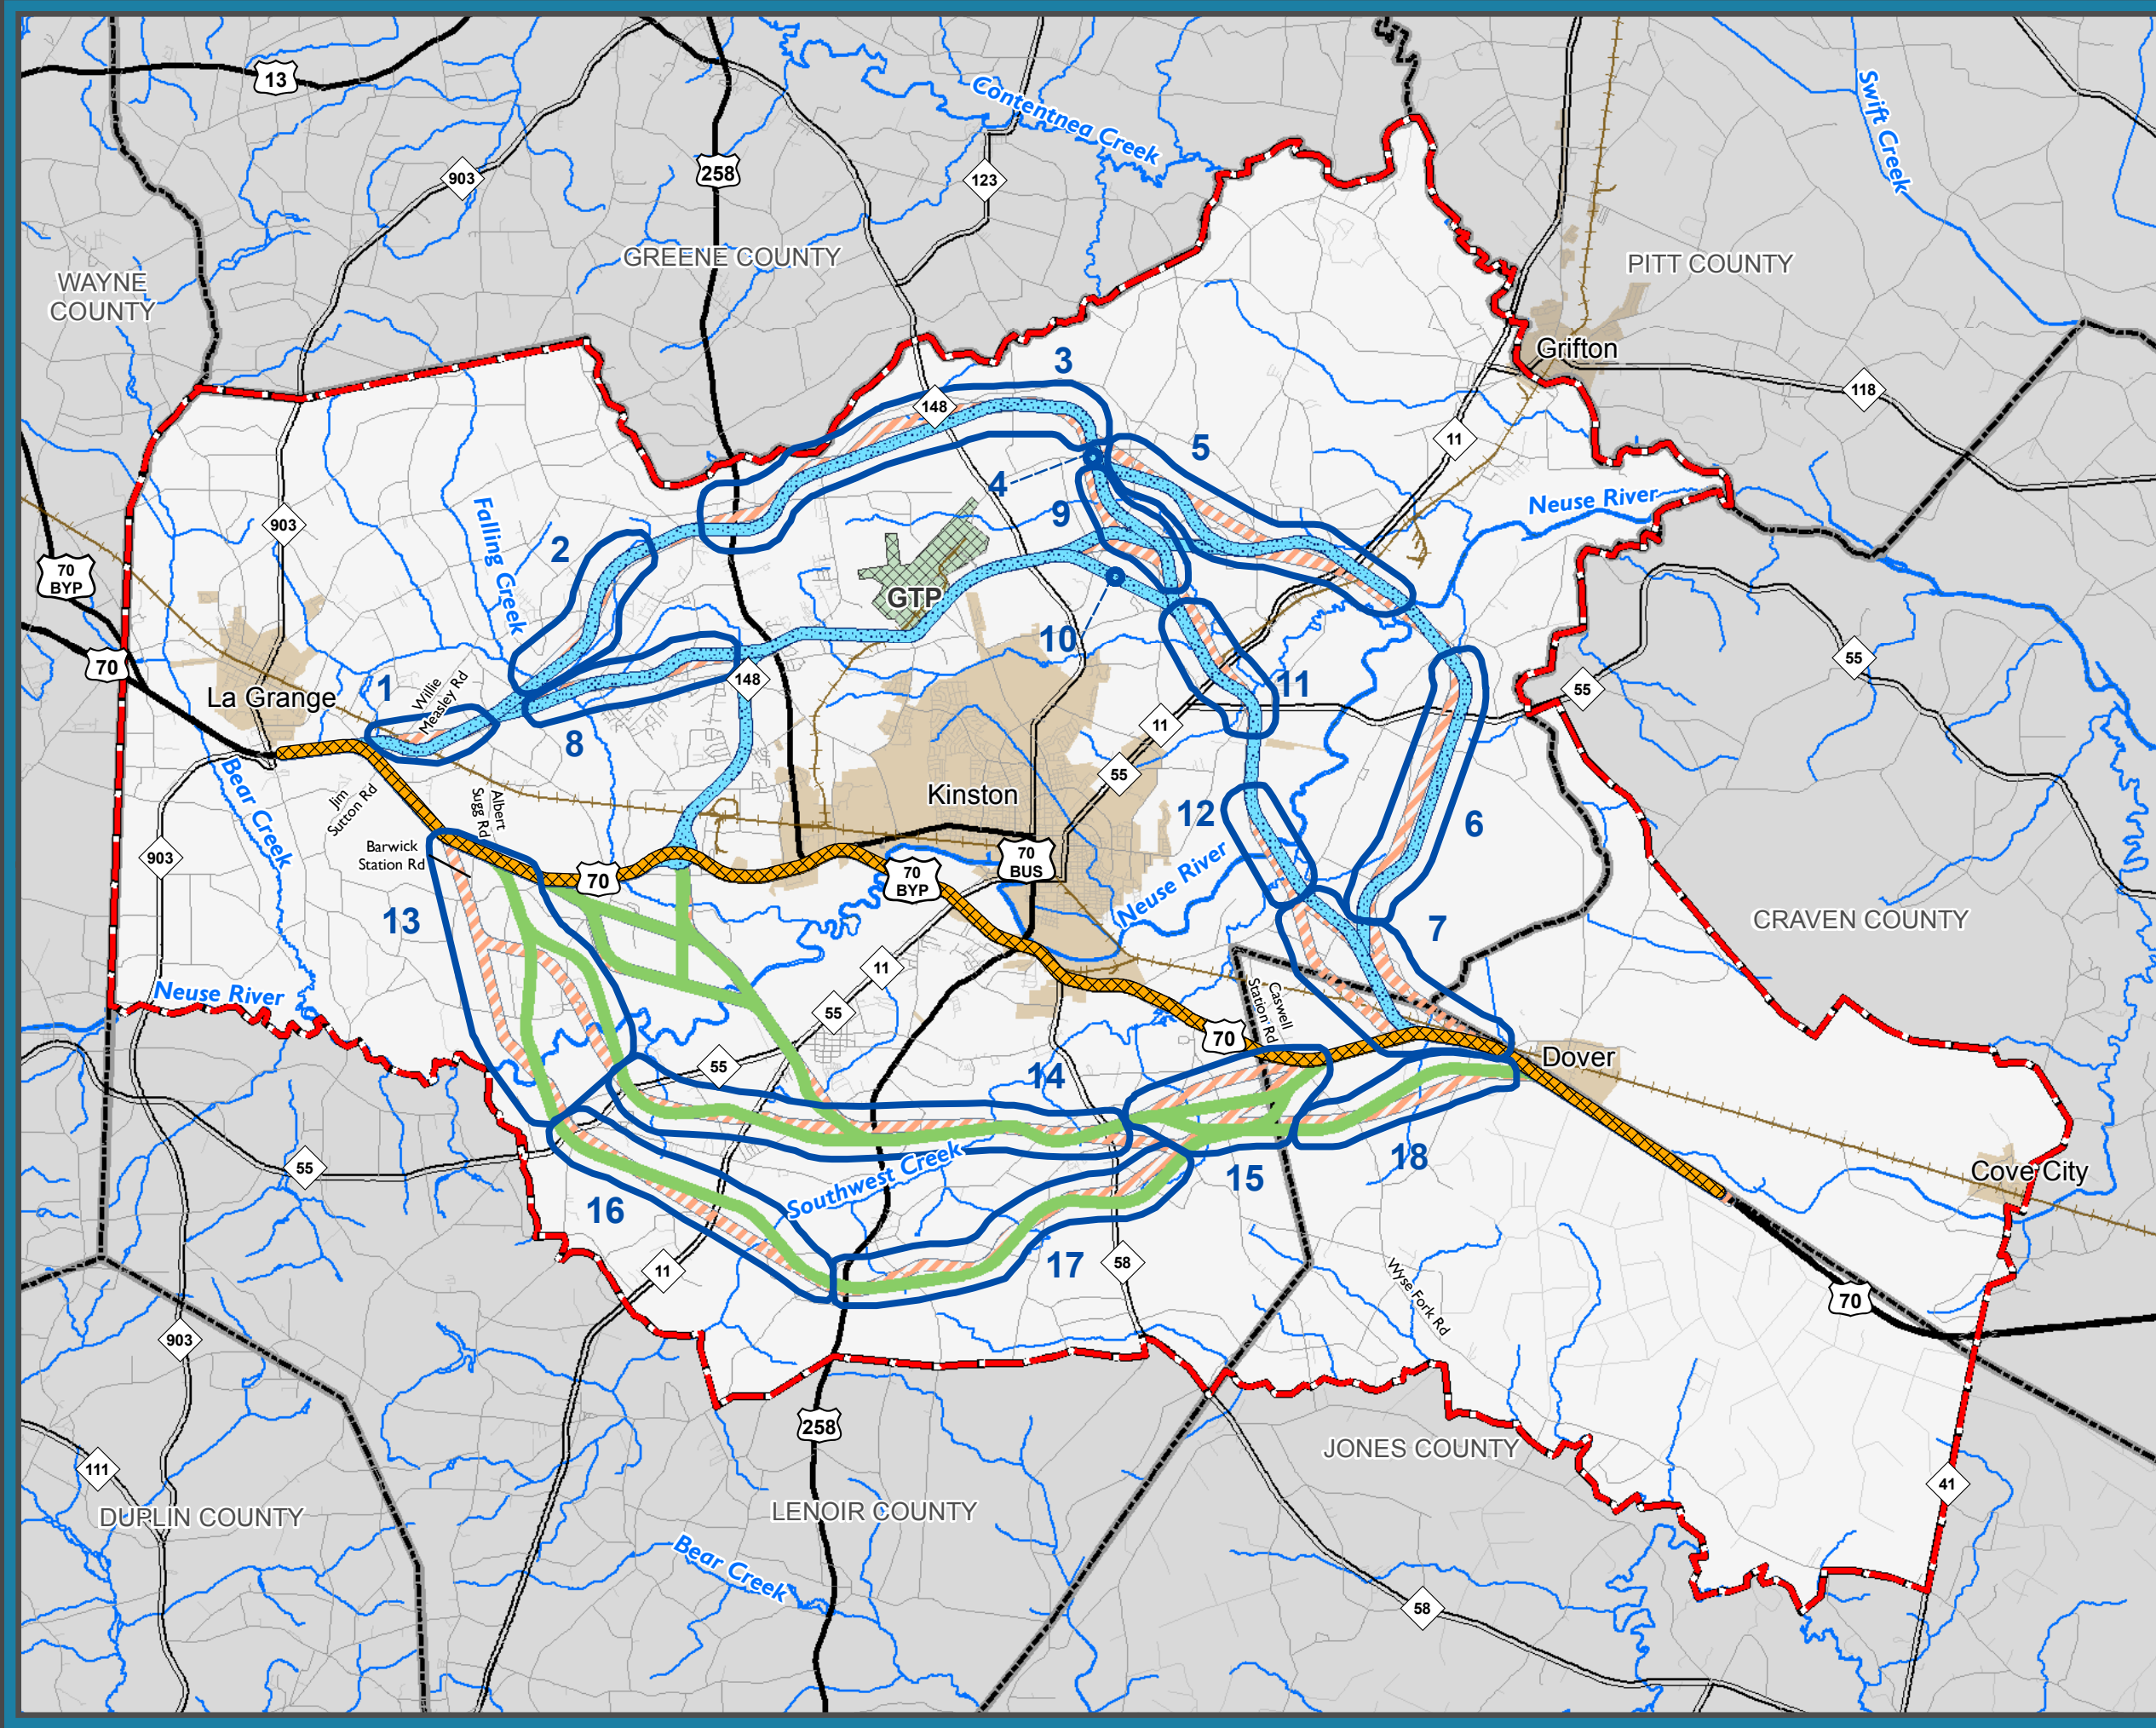 13
Contentnea Creek
Swift Creek
903
258
123
GREENE COUNTY
PITT COUNTY
WAYNE
COUNTY
Grifton
3
118
148
11
5
4
9
Neuse River
903
Falling
Creek
2
70
BYP
GTP
10
55
55
70
La Grange
1
Willie
Measley Rd
148
11
8
11
55
Bear Creek
Jim
Sutton Rd
Albert
Sugg Rd
Kinston
12
6
Barwick
Station Rd
903
70
70
BYP
70
BUS
Neuse River
13
7
CRAVEN COUNTY
11
Neuse River
55
Caswell
Station Rd
70
Dover
55
14
55
Southwest Creek
15
18
Cove City
16
17
11
58
Wyse Fork Rd
70
903
258
JONES COUNTY
111
41
DUPLIN COUNTY
LENOIR COUNTY
Bear Creek
58